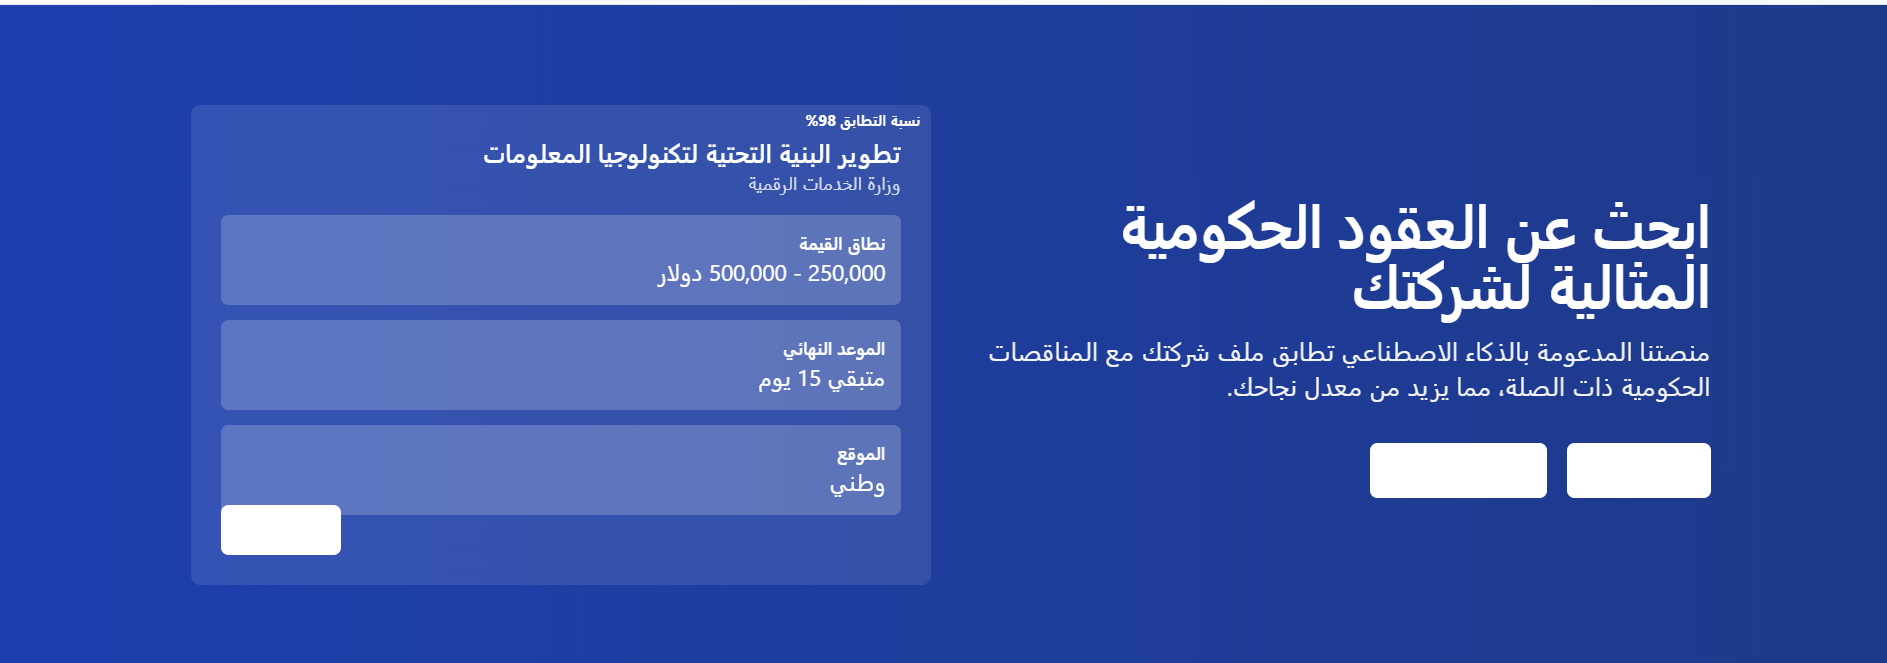 ابحث عن العقود الحكومية
المثالية لشركتك
منصتنا المدعومة بالذكاء الاصطناعي تطابق ملف شركتك مع المناقصات
الحكومية ذات الصلة، مما يزيد من معدل نجاحك.
نسبة التطابق 98%
تطوير البنية التحتية لتكنولوجيا المعلومات
وزارة الخدمات الرقمية
نطاق القيمة
250,000 - 500,000 دولار
الموعد النهائي
متبقي 15 يوم
الموقع
وطني